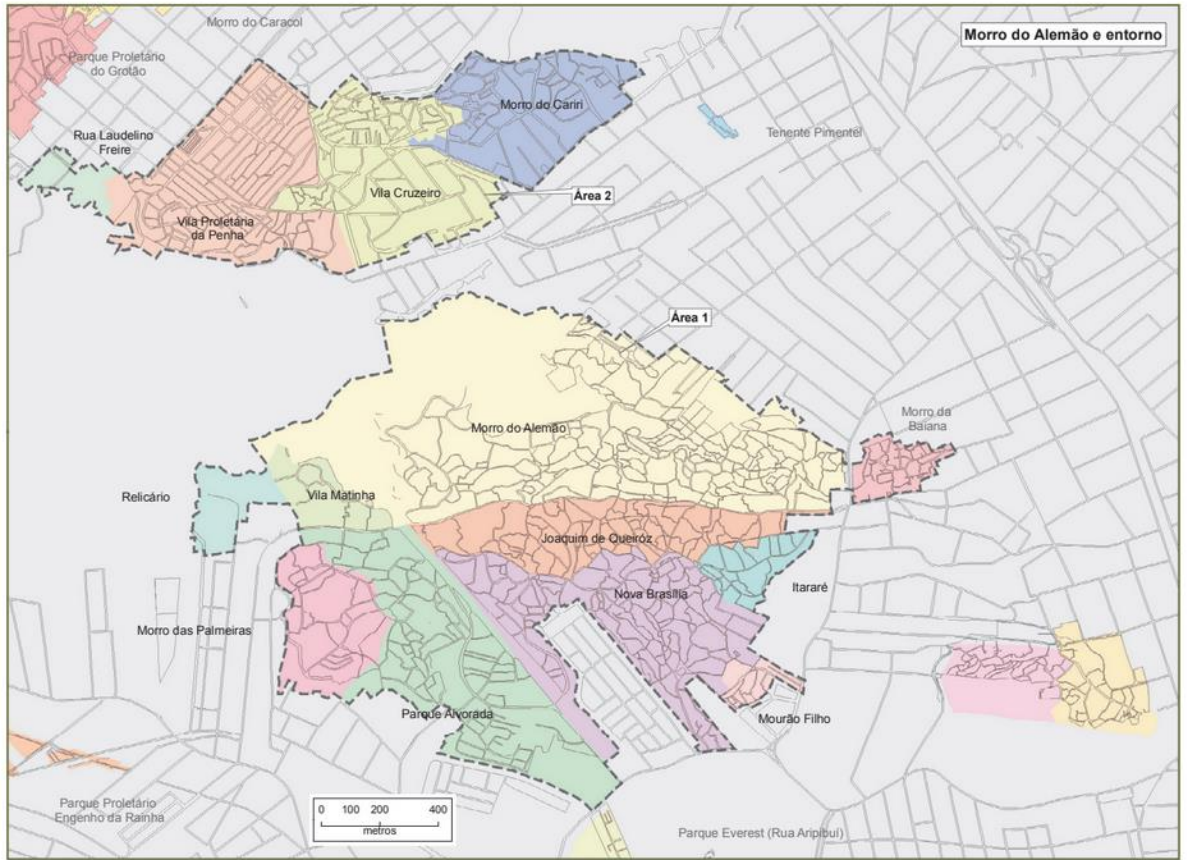 Morro do Caracol
Morro do Alemão e entorno
Parque Proletário
do Grotão
Morro do Cariri
Tenente Pimentel
Rua Laudelino
Freire
Vila Cruzeiro
Área 2
Vila Proletária
da Penha
Área 1
Morro do Alemão
Morro da
Baiana
Relicário
Vila Matinha
Joaquim de Queiróz
Itararé
Nova Brasília
Morro das Palmeiras
Parque Alvorada
Mourão Filho
0 100 200 400
metros
Parque Proletário
Engenho da Rainha
Parque Everest (Rua Aripibuí)